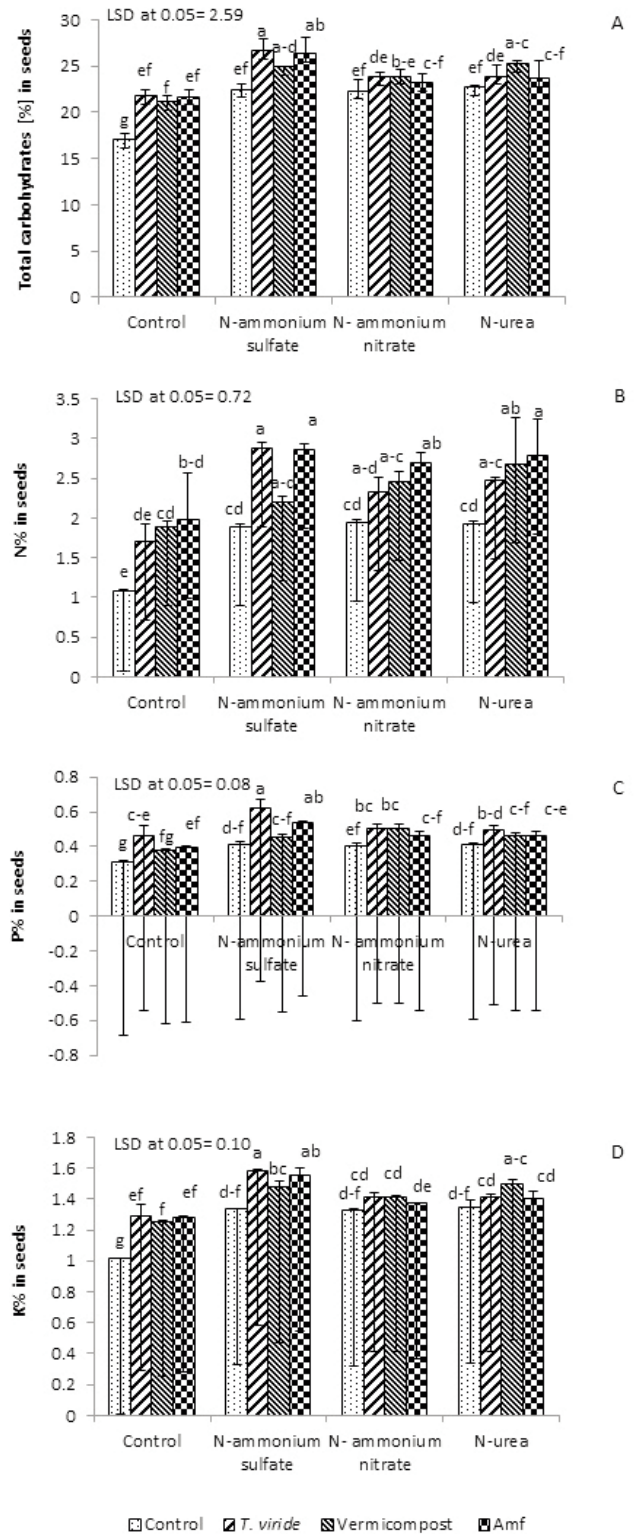 LSD at 0.05= 2.59
A
Total carbohydrates [%] in seeds
30
25
20
15
10
5
0
g ef f ef
ef a a-d ab
ef de b-e c-f
ef de a-c c-f
Control
N-ammonium sulfate
N- ammonium nitrate
N-urea
LSD at 0.05= 0.72
B
N% in seeds
3.5
3
2.5
2
1.5
1
0.5
0
e de cd b-d
cd a a-d a
cd a-d a-c ab
cd a-c ab a
Control
N-ammonium sulfate
N- ammonium nitrate
N-urea
LSD at 0.05= 0.08
C
P% in seeds
0.8
0.6
0.4
0.2
0
-0.2
-0.4
-0.6
-0.8
g c-e fg ef
d-f a c-f ab
ef bc bc c-f
d-f b-d c-f c-e
Control
N-ammonium sulfate
N- ammonium nitrate
N-urea
LSD at 0.05= 0.10
D
K% in seeds
1.8
1.6
1.4
1.2
1
0.8
0.6
0.4
0.2
0
g ef f ef
d-f a bc ab
d-f cd cd de
d-f cd a-c cd
Control
N-ammonium sulfate
N- ammonium nitrate
N-urea
Control T. viride Vermicompost Amf